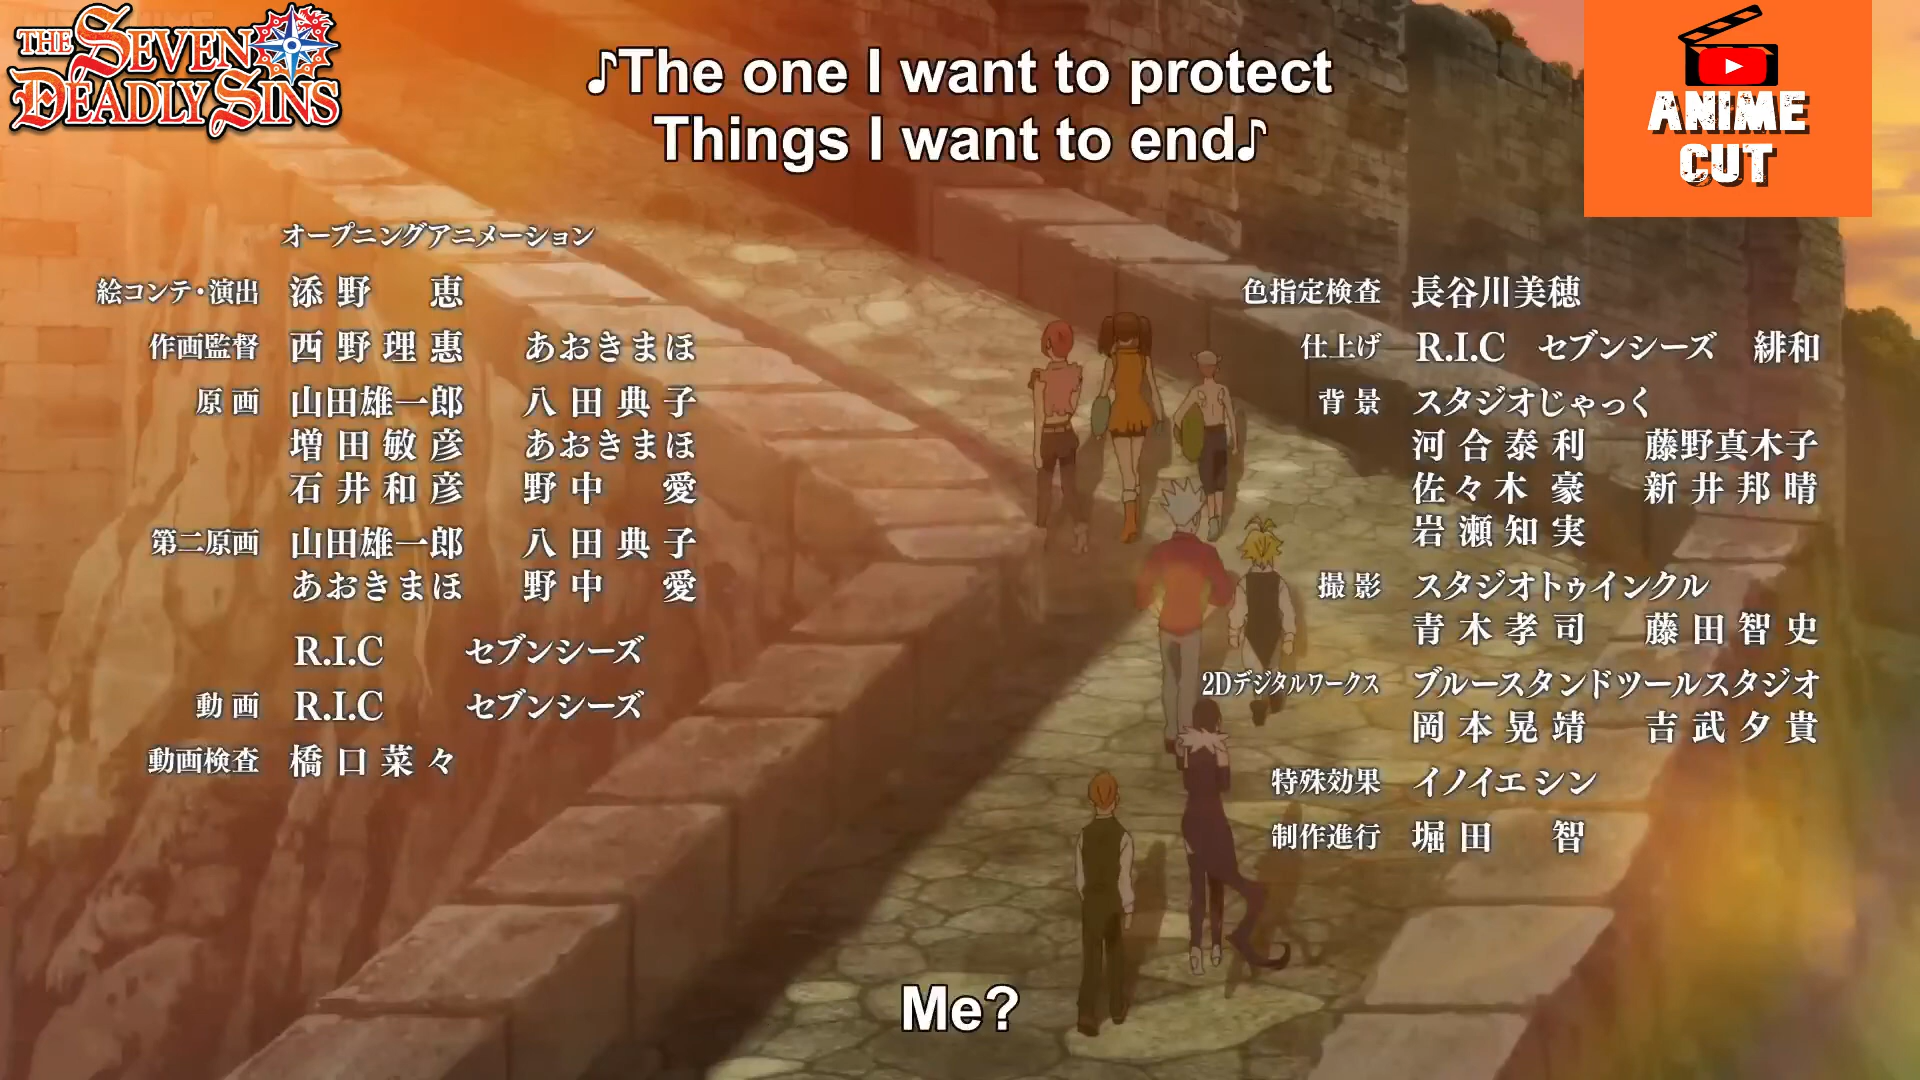 THE SEVEN
DEADLY SINS
♪The one I want to protect
Things I want to end♪
ANIME
CUT
オープニングアニメーション
絵コンテ・演出 添野 恵
作画監督 西野理惠 あおきまほ
原画 山田雄一郎 八田典子
増田敏彦 あおきまほ
石井和彦 野中 愛
第二原画 山田雄一郎 八田典子
あおきまほ 野中 愛
R.I.C セブンシーズ
動画 R.I.C セブンシーズ
動画検査 橋口菜々
色指定検査 長谷川美穂
仕上げ R.I.C セブンシーズ 緋和
背景 スタジオじゃっく
河合泰利 藤野真木子
佐々木豪 新井邦晴
岩瀬知実
撮影 スタジオトゥインクル
青木孝司 藤田智史
2Dデジタルワークス ブルースタンドツールスタジオ
岡本晃靖 吉武夕貴
特殊効果 イノイエシン
制作進行 堀田 智
Me?